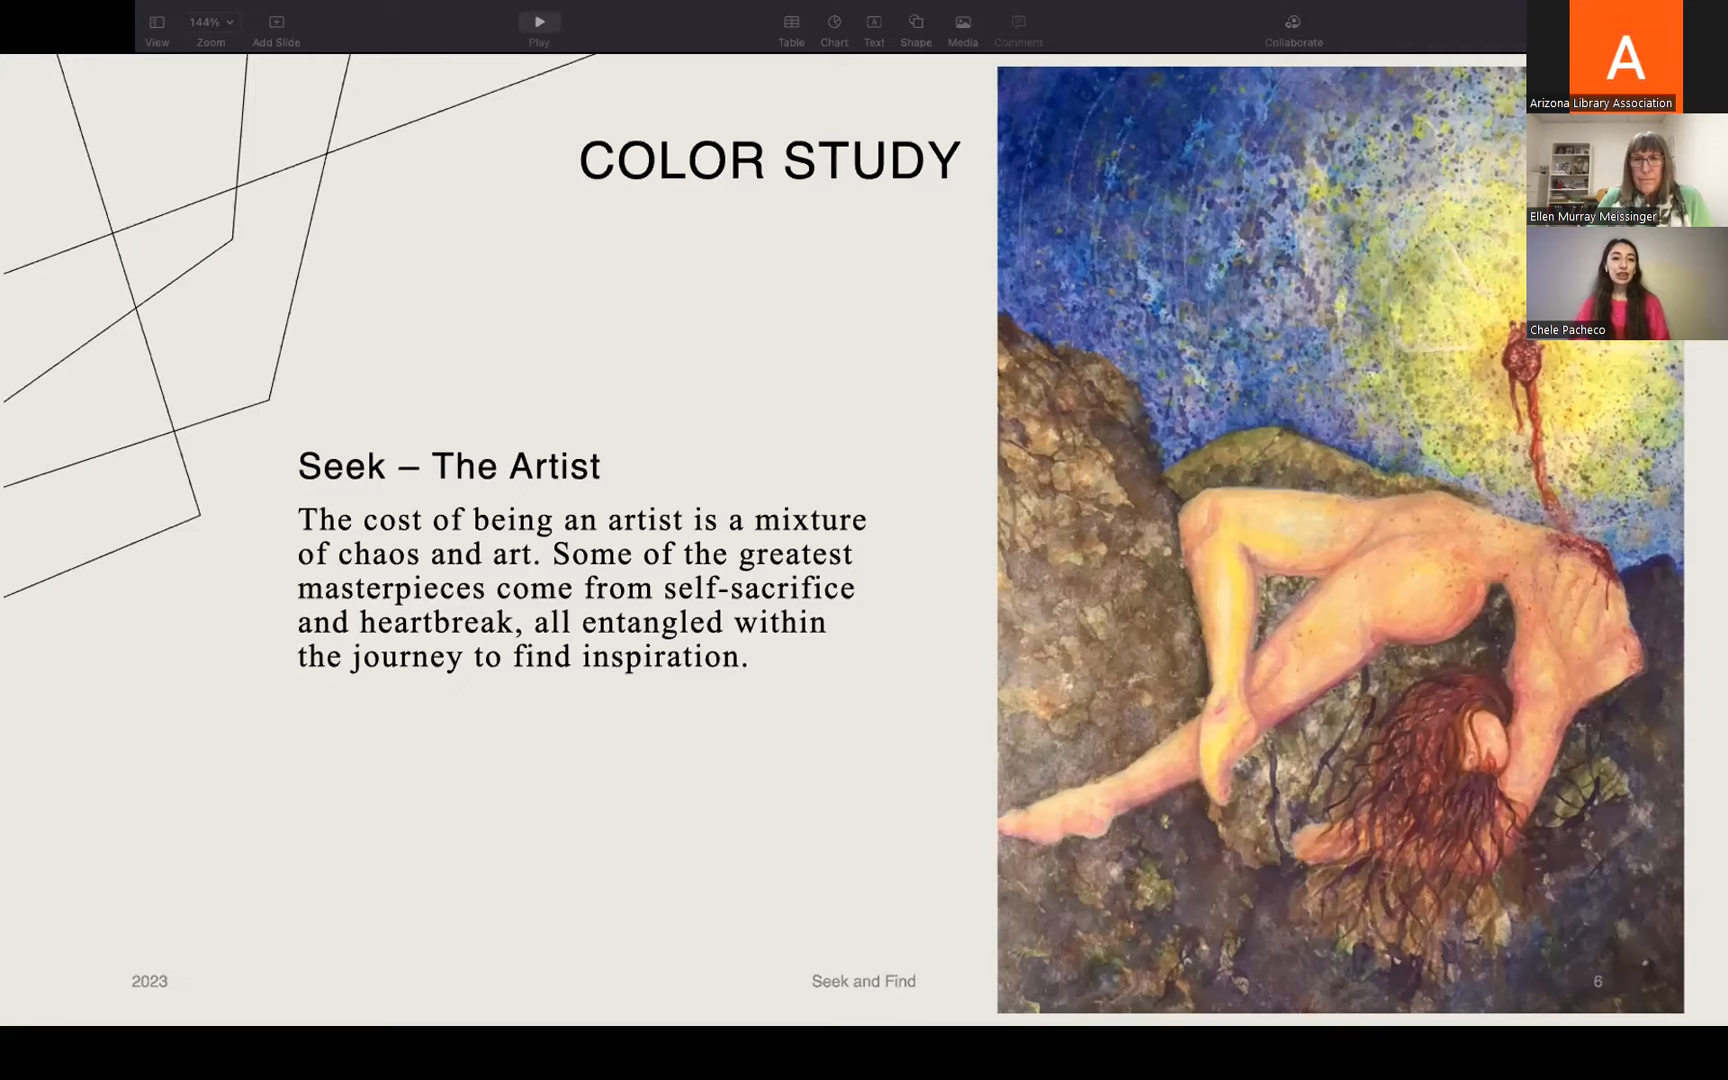 144%
View
Zoom
Add Slide
Play
Table
Chart
Text
Shape
Media
Comment
Collaborate
A
Arizona Library Association
Ellen Murray Meissinger
Chele Pacheco
COLOR STUDY
Seek – The Artist
The cost of being an artist is a mixture
of chaos and art. Some of the greatest
masterpieces come from self-sacrifice
and heartbreak, all entangled within
the journey to find inspiration.
2023
Seek and Find
6